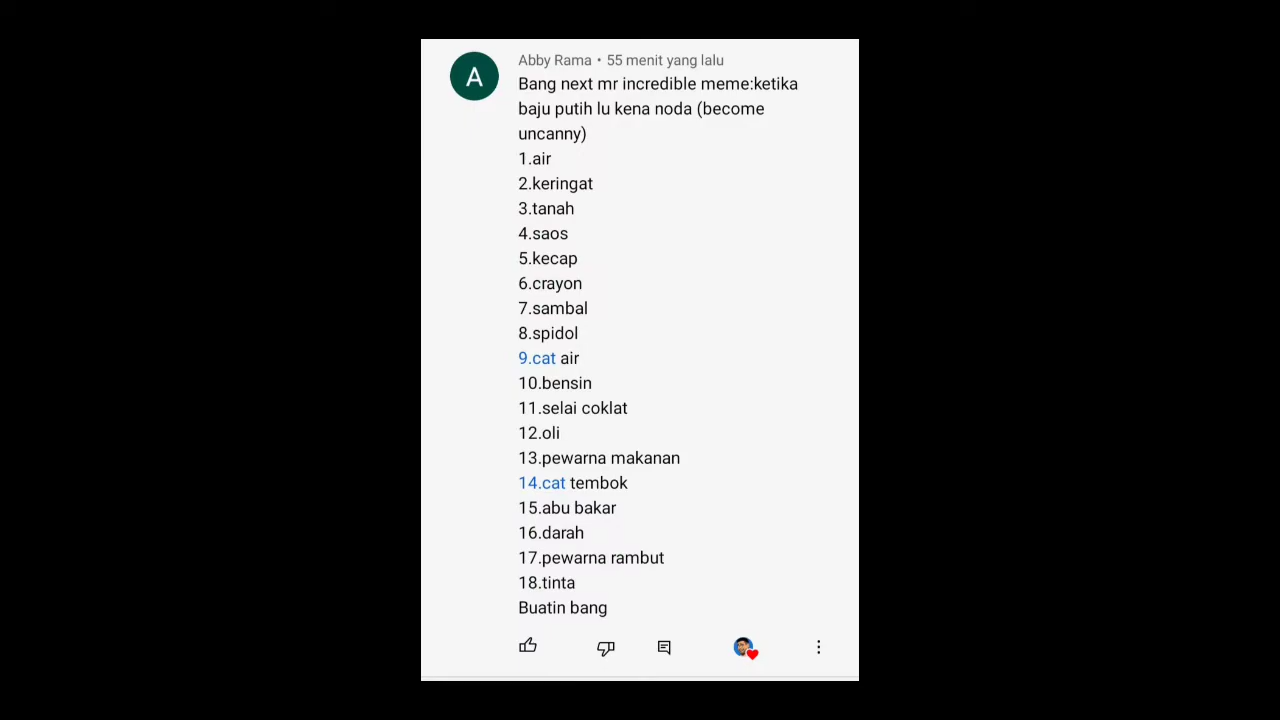 A
Abby Rama • 55 menit yang lalu
Bang next mr incredible meme:ketika
baju putih lu kena noda (become
uncanny)
1.air
2.keringat
3.tanah
4.saos
5.kecap
6.crayon
7.sambal
8.spidol
9.cat air
10.bensin
11.selai coklat
12.oli
13.pewarna makanan
14.cat tembok
15.abu bakar
16.darah
17.pewarna rambut
18.tinta
Buatin bang